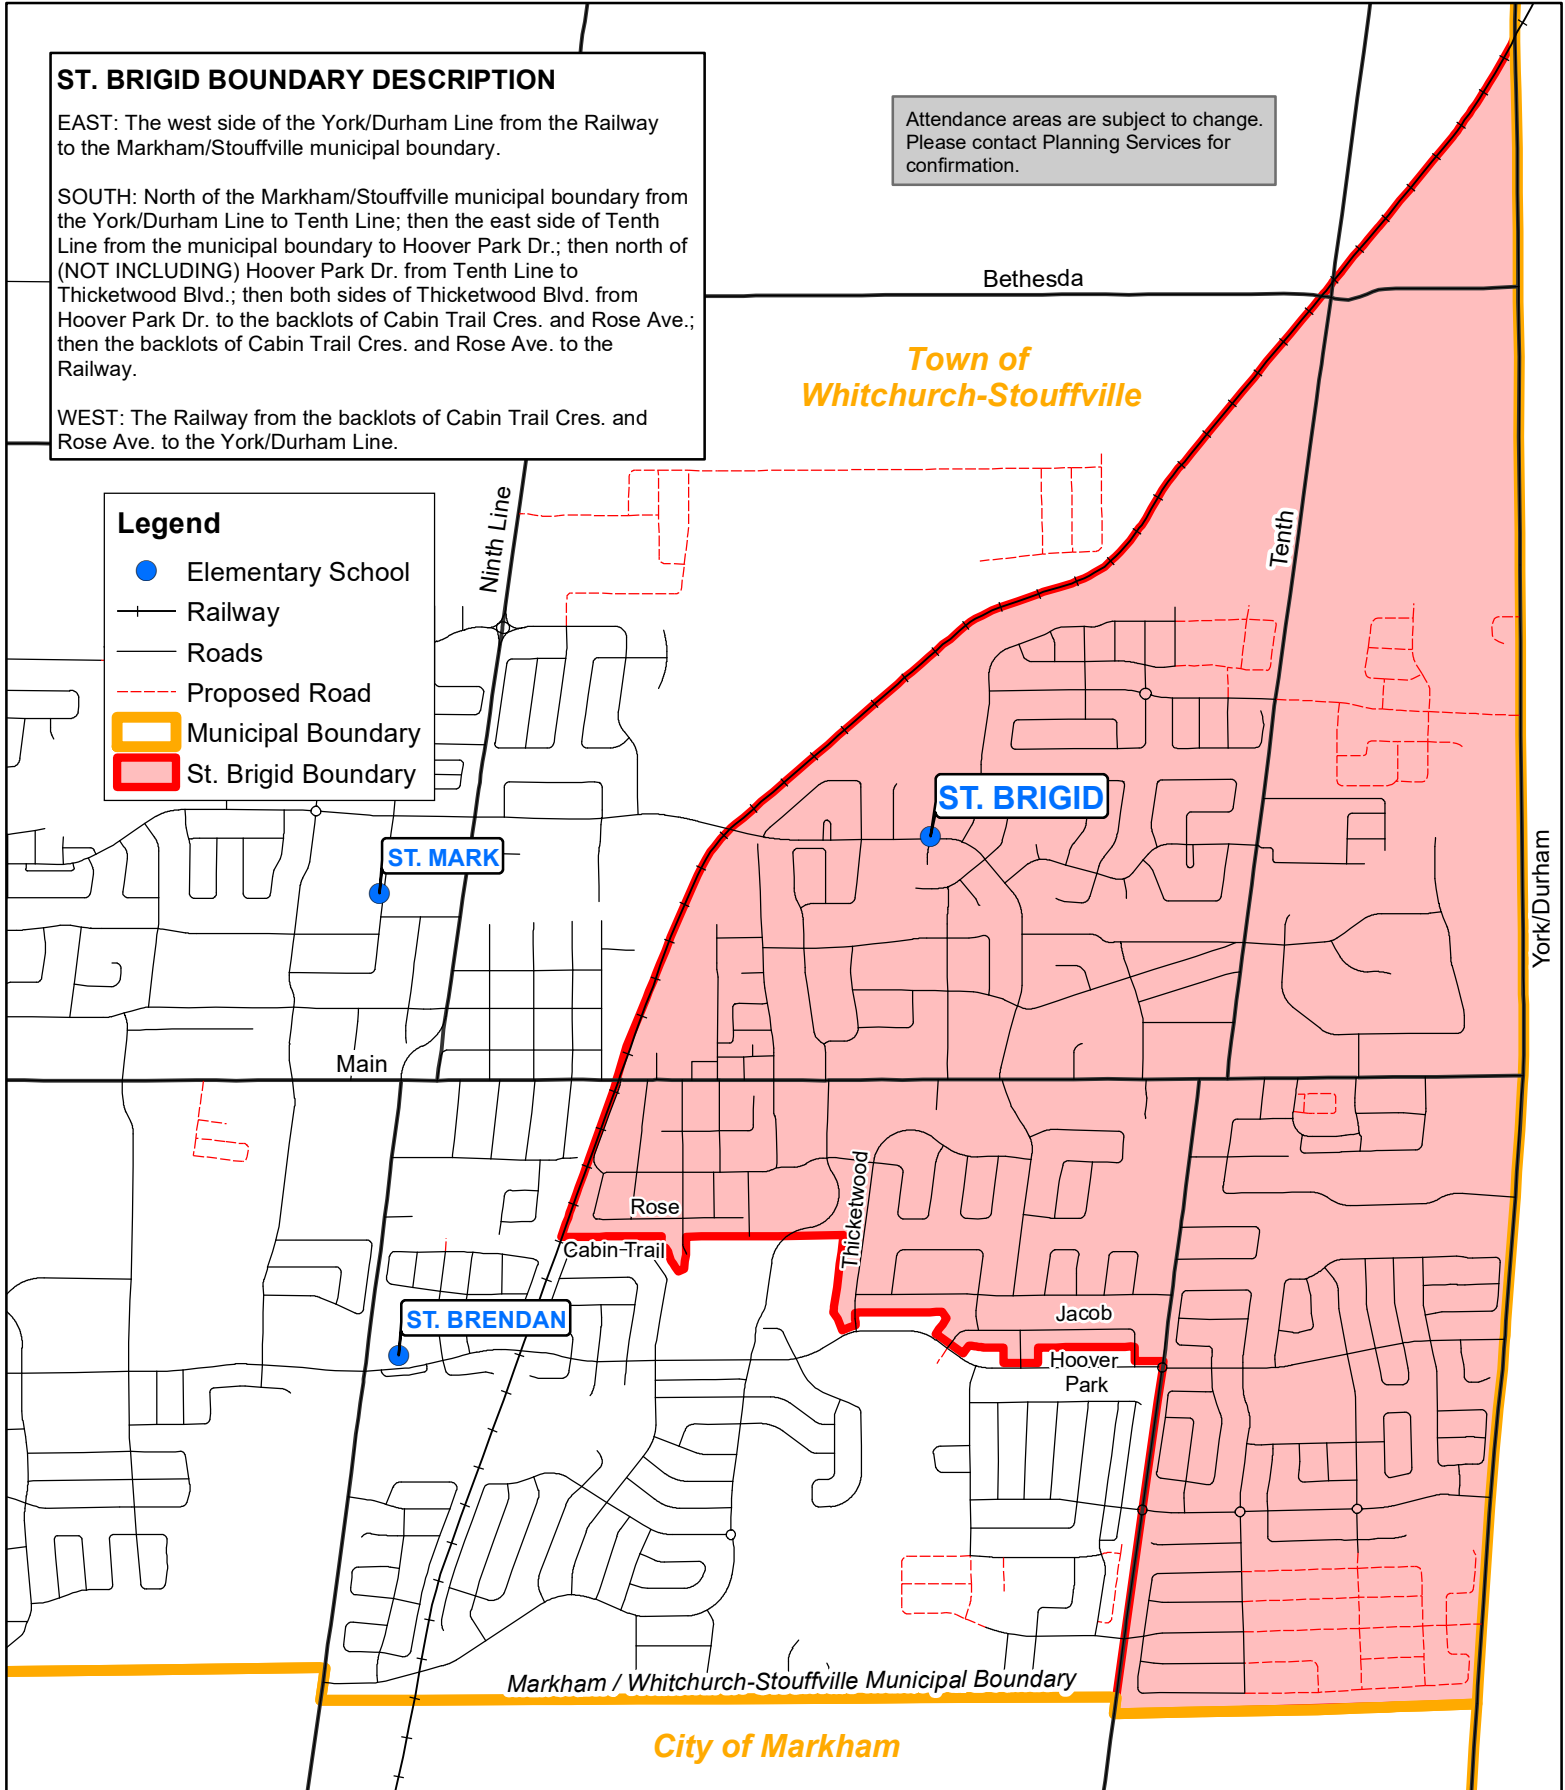 ST. BRIGID BOUNDARY DESCRIPTION
EAST: The west side of the York/Durham Line from the Railway
to the Markham/Stouffville municipal boundary.
SOUTH: North of the Markham/Stouffville municipal boundary from
the York/Durham Line to Tenth Line; then the east side of Tenth
Line from the municipal boundary to Hoover Park Dr.; then north of
(NOT INCLUDING) Hoover Park Dr. from Tenth Line to
Thicketwood Blvd.; then both sides of Thicketwood Blvd. from
Hoover Park Dr. to the backlots of Cabin Trail Cres. and Rose Ave.;
then the backlots of Cabin Trail Cres. and Rose Ave. to the
Railway.
WEST: The Railway from the backlots of Cabin Trail Cres. and
Rose Ave. to the York/Durham Line.
Attendance areas are subject to change.
Please contact Planning Services for
confirmation.
Bethesda
Town of
Whitchurch-Stouffville
Legend
Elementary School
Railway
Roads
Proposed Road
Municipal Boundary
St. Brigid Boundary
Ninth Line
Tenth
ST. BRIGID
ST. MARK
York/Durham
Main
Thicketwood
Rose
Cabin Trail
ST. BRENDAN
Jacob
Hoover
Park
Markham / Whitchurch-Stouffville Municipal Boundary
City of Markham